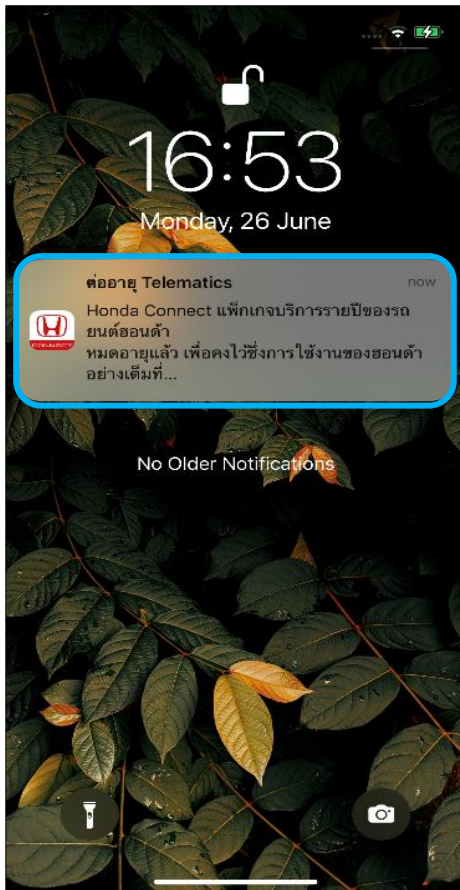 16:53
Monday, 26 June
ต่ออายุ Telematics
now
Honda Connect แพ็กเกจบริการรายปีของรถ
ยนต์ฮอนด้า
หมดอายุแล้ว เพื่อคงไว้ซึ่งการใช้งานของฮอนด้า
อย่างเต็มที่...
CONNECT
No Older Notifications